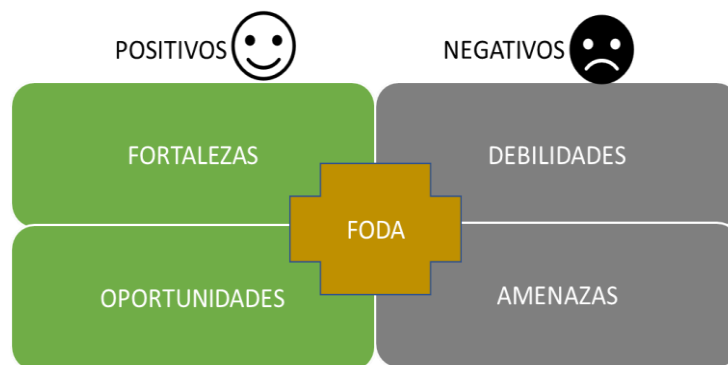 POSITIVOS
NEGATIVOS
FORTALEZAS
DEBILIDADES
FODA
OPORTUNIDADES
AMENAZAS